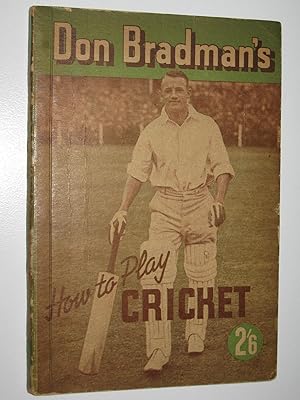 Don Bradman's
How to Play
CRICKET
2'6